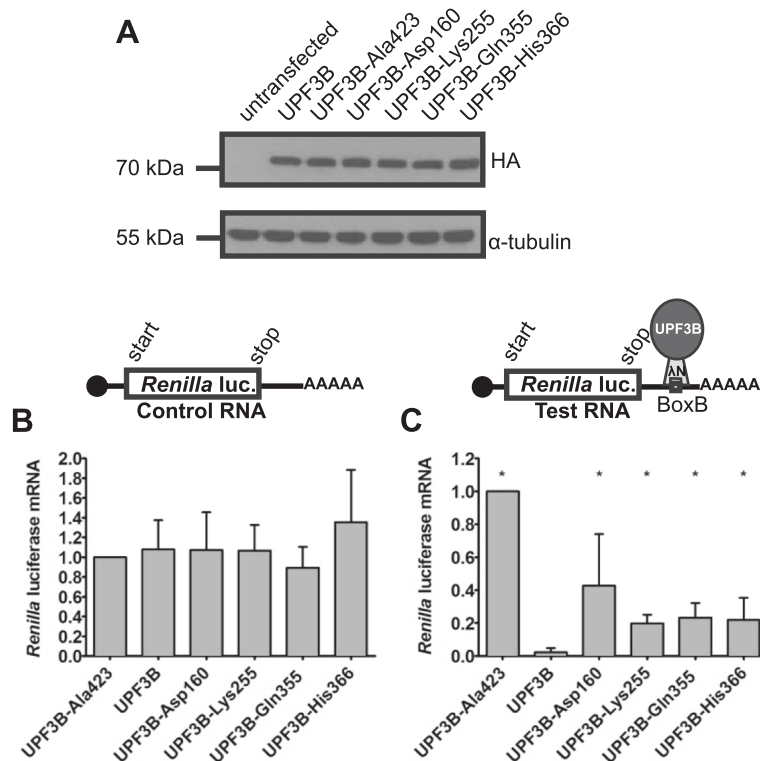 A
untransfected
UPF3B
UPF3B-Ala423
UPF3B-Asp160
UPF3B-Lys255
UPF3B-Gln355
UPF3B-His366
70 kDa
HA
55 kDa
α-tubulin
start
stop
Renilla luc.
AAAAA
Control RNA
start
stop
UPF3B
λN
Renilla luc.
AAAAA
Test RNA
BoxB
B
Renilla luciferase mRNA
2.0
1.8
1.6
1.4
1.2
1.0
0.8
0.6
0.4
0.2
0.0
UPF3B-Ala423
UPF3B
UPF3B-Asp160
UPF3B-Lys255
UPF3B-Gln355
UPF3B-His366
C
Renilla luciferase mRNA
1.2
1.0
0.8
0.6
0.4
0.2
0.0
* * * * *
UPF3B-Ala423
UPF3B
UPF3B-Asp160
UPF3B-Lys255
UPF3B-Gln355
UPF3B-His366